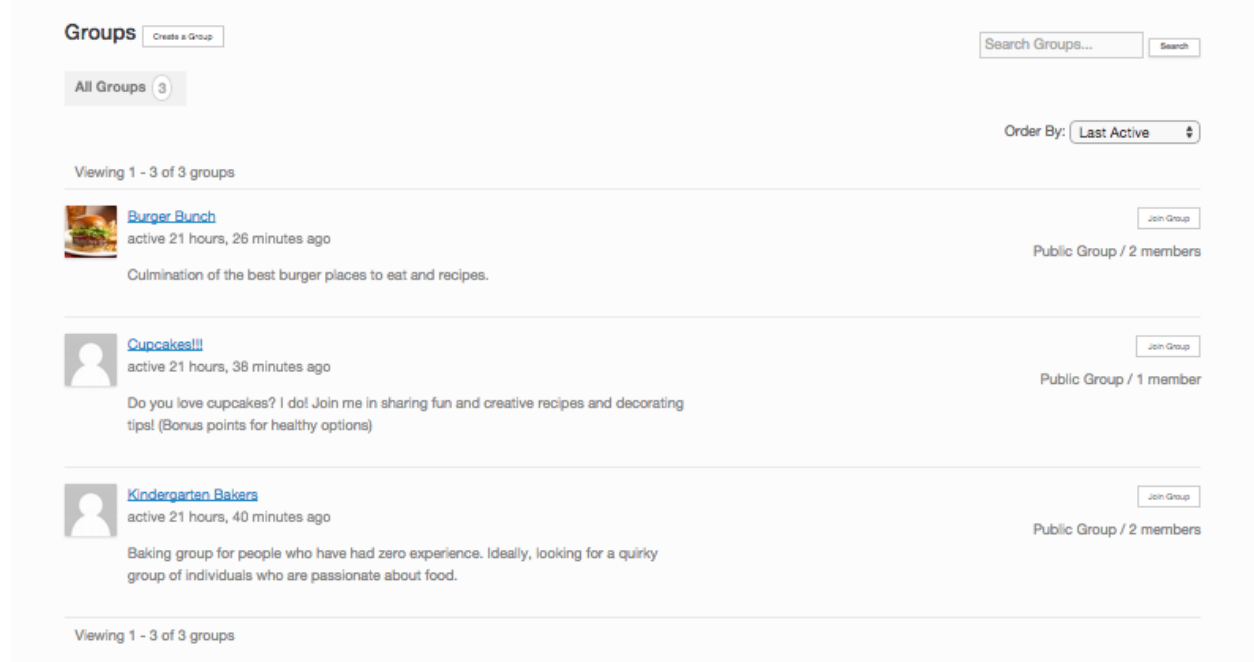 Groups Create a Group
Search Groups... Search
All Groups 3
Order By: Last Active
Viewing 1 - 3 of 3 groups
Burger Bunch
Join Group
active 21 hours, 26 minutes ago
Public Group / 2 members
Culmination of the best burger places to eat and recipes.
Cupcakes!!!
Join Group
active 21 hours, 38 minutes ago
Public Group / 1 member
Do you love cupcakes? I do! Join me in sharing fun and creative recipes and decorating
tips! (Bonus points for healthy options)
Kindergarten Bakers
Join Group
active 21 hours, 40 minutes ago
Public Group / 2 members
Baking group for people who have had zero experience. Ideally, looking for a quirky
group of individuals who are passionate about food.
Viewing 1 - 3 of 3 groups